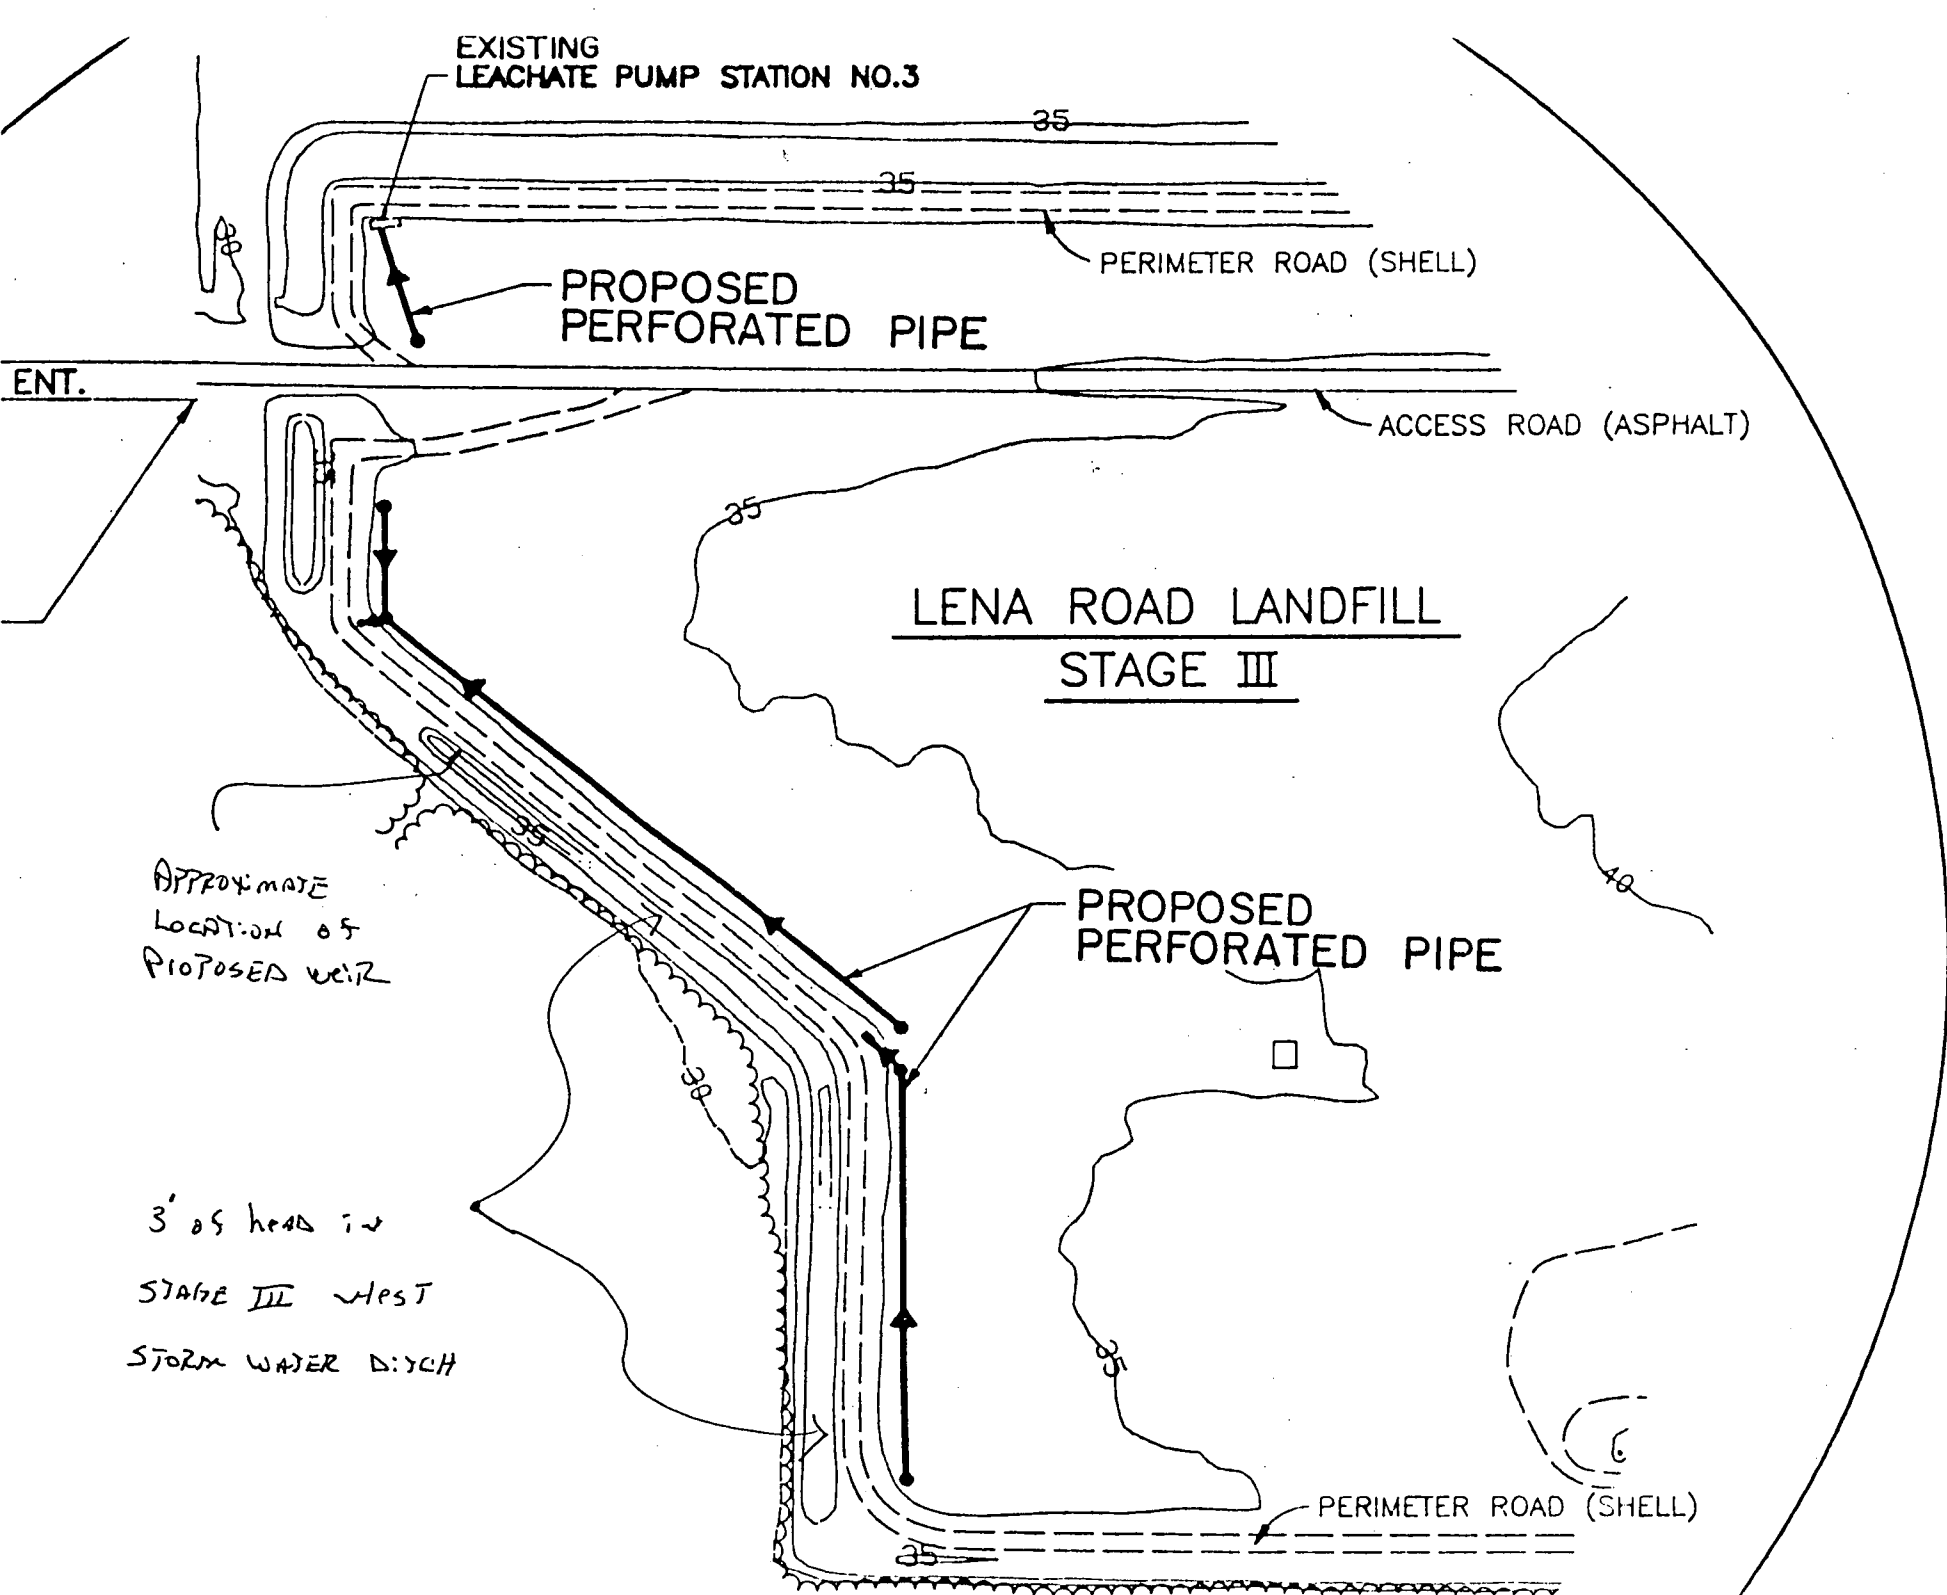 EXISTING
LEACHATE PUMP STATION NO.3
35
35
PERIMETER ROAD (SHELL)
PROPOSED
PERFORATED PIPE
ENT.
ACCESS ROAD (ASPHALT)
35
LENA ROAD LANDFILL
STAGE III
35
40
APPROXIMATE
LOCATION OF
PROPOSED WEIR
PROPOSED
PERFORATED PIPE
30
3' of head in
STAGE III West
STORM WATER DITCH
35
PERIMETER ROAD (SHELL)
35